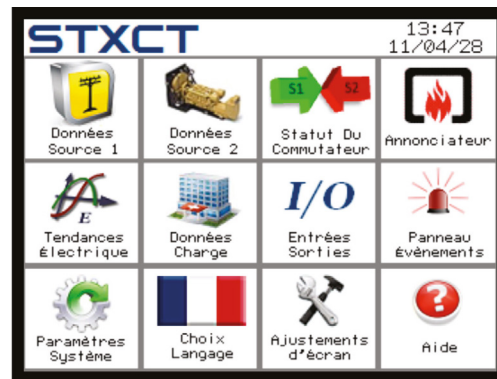 STXCT
13:47
11/04/28
Données
Source 1
Données
Source 2
S1 S2
Statut Du
Commutateur
Annonciateur
E
Tendances
électrique
Données
Charge
I/O
Entrées
Sorties
Panneau
évènements
Paramètres
Système
Choix
Langage
Ajustements
d'écran
?
Aide